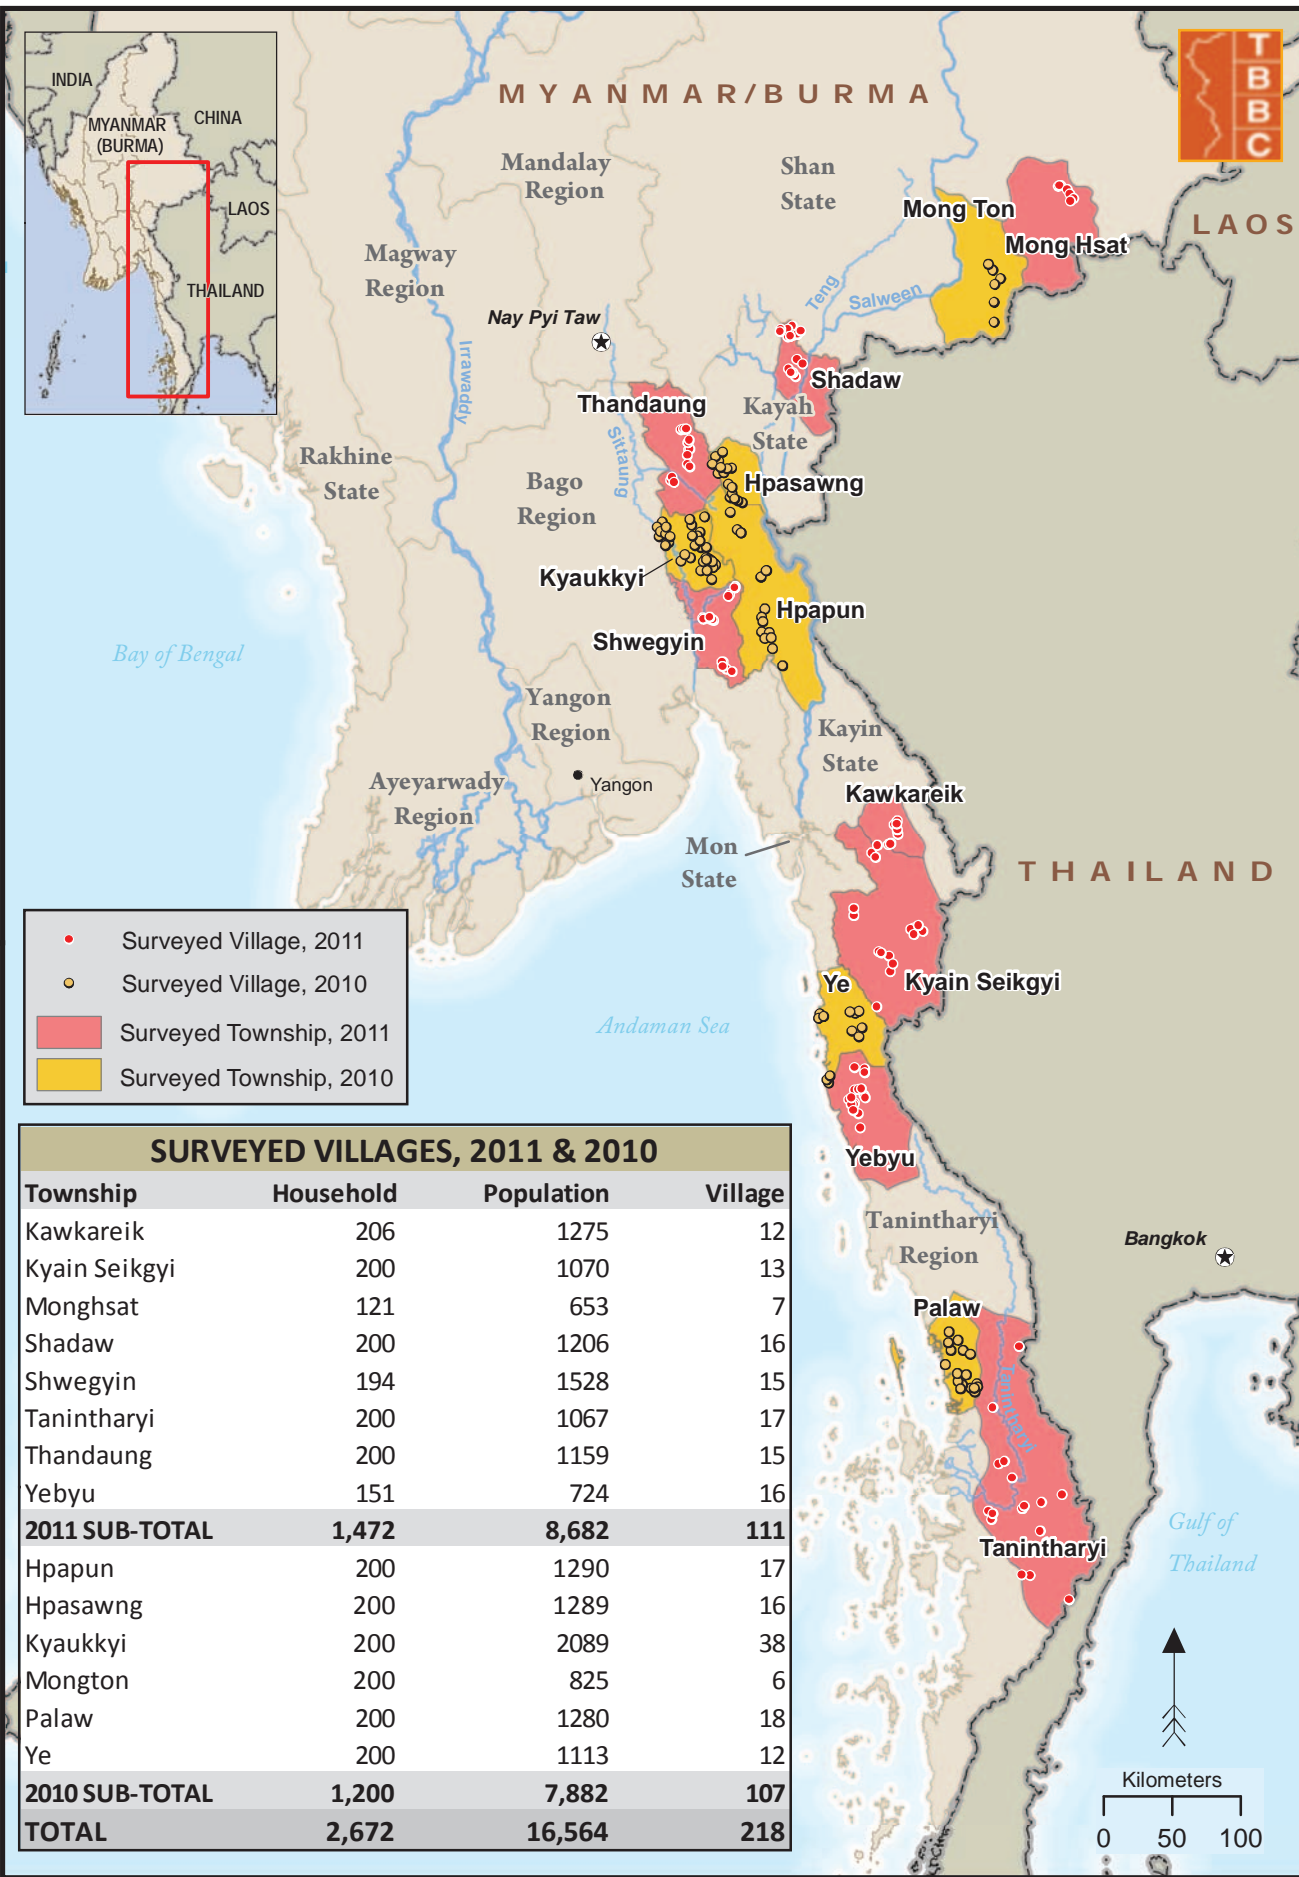 INDIA
MYANMAR
(BURMA)
CHINA
LAOS
THAILAND
MYANMAR/BURMA
T
B
B
C
Mandalay
Region
Shan
State
Mong Ton
Mong Hsat
LAOS
Magway
Region
Teng
Salween
Nay Pyi Taw
Irrawaddy
Shadaw
Thandaung
Kayah
State
Sittaung
Rakhine
State
Bago
Region
Hpasawng
Kyaukkyi
Hpapun
Shwegyin
Bay of Bengal
Yangon
Region
Kayin
State
Ayeyarwady
Region
Yangon
Kawkareik
Mon
State
THAILAND
Surveyed Village, 2011
Surveyed Village, 2010
Surveyed Township, 2011
Surveyed Township, 2010
Ye
Kyain Seikgyi
Andaman Sea
Yebyu
Tanintharyi
Region
Bangkok
Palaw
Tanintharyi
Tanintharyi
Gulf of
Thailand
SURVEYED VILLAGES, 2011 & 2010
Township Household Population Village
Kawkareik 206 1275 12
Kyain Seikgyi 200 1070 13
Monghsat 121 653 7
Shadaw 200 1206 16
Shwegyin 194 1528 15
Tanintharyi 200 1067 17
Thandaung 200 1159 15
Yebyu 151 724 16
2011 SUB-TOTAL 1,472 8,682 111
Hpapun 200 1290 17
Hpasawng 200 1289 16
Kyaukkyi 200 2089 38
Mongton 200 825 6
Palaw 200 1280 18
Ye 200 1113 12
2010 SUB-TOTAL 1,200 7,882 107
TOTAL 2,672 16,564 218
Kilometers
0 50 100